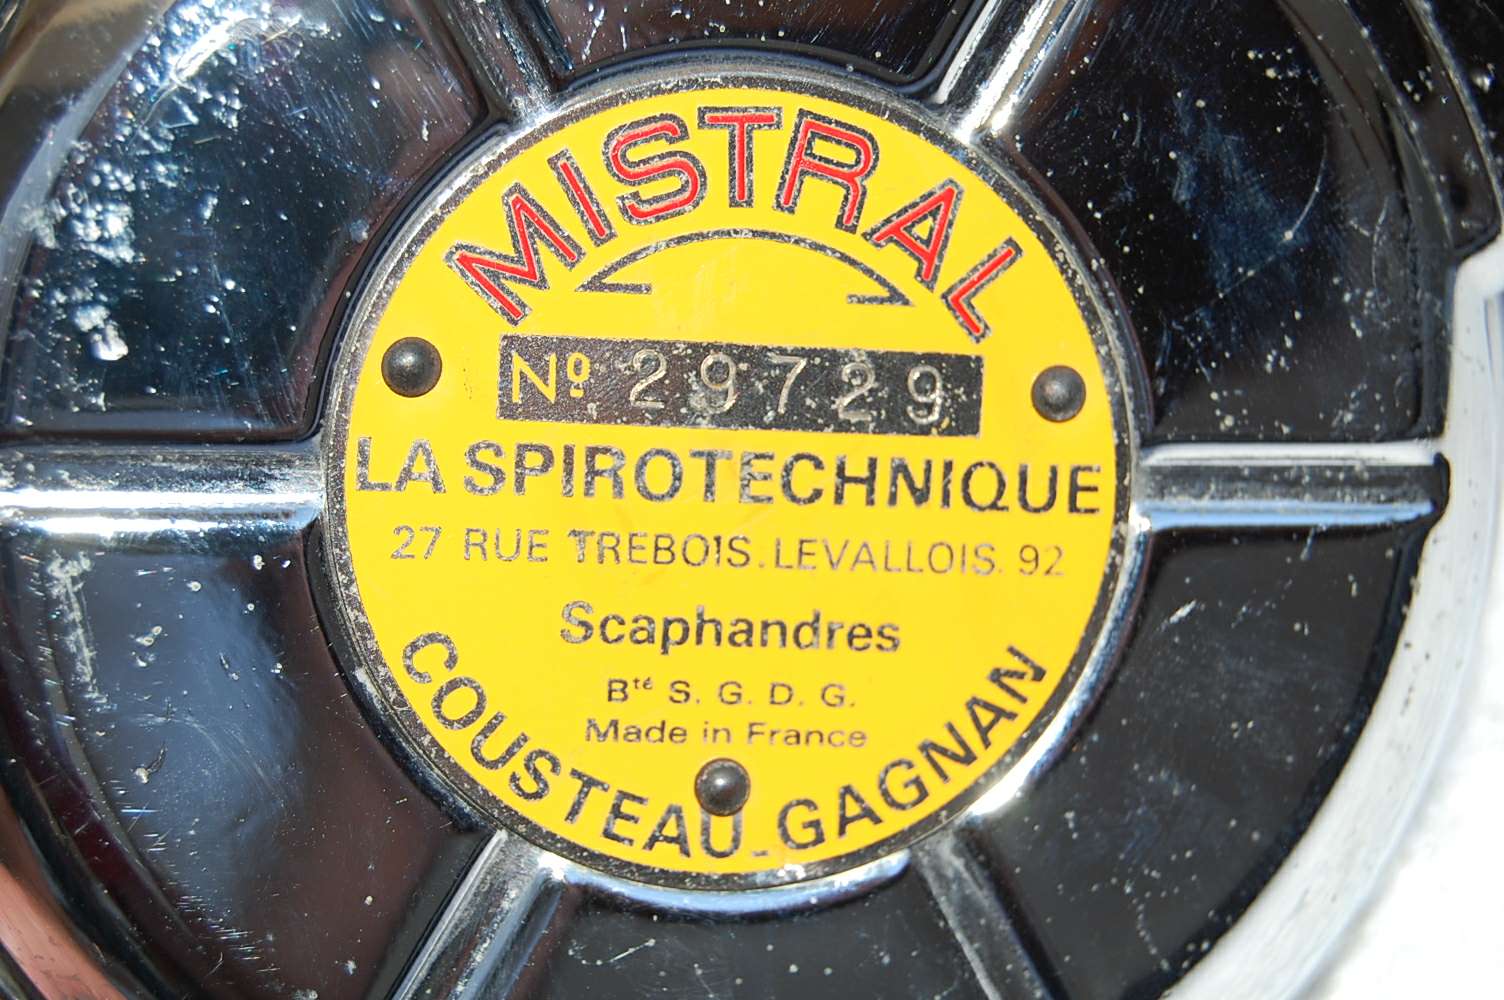 MISTRAL
Nº 29729
LA SPIROTECHNIQUE
27 RUE TREBOIS. LEVALLOIS. 92
Scaphandres
Bté S. G. D. G.
Made in France
COUSTEAU_GAGNAN